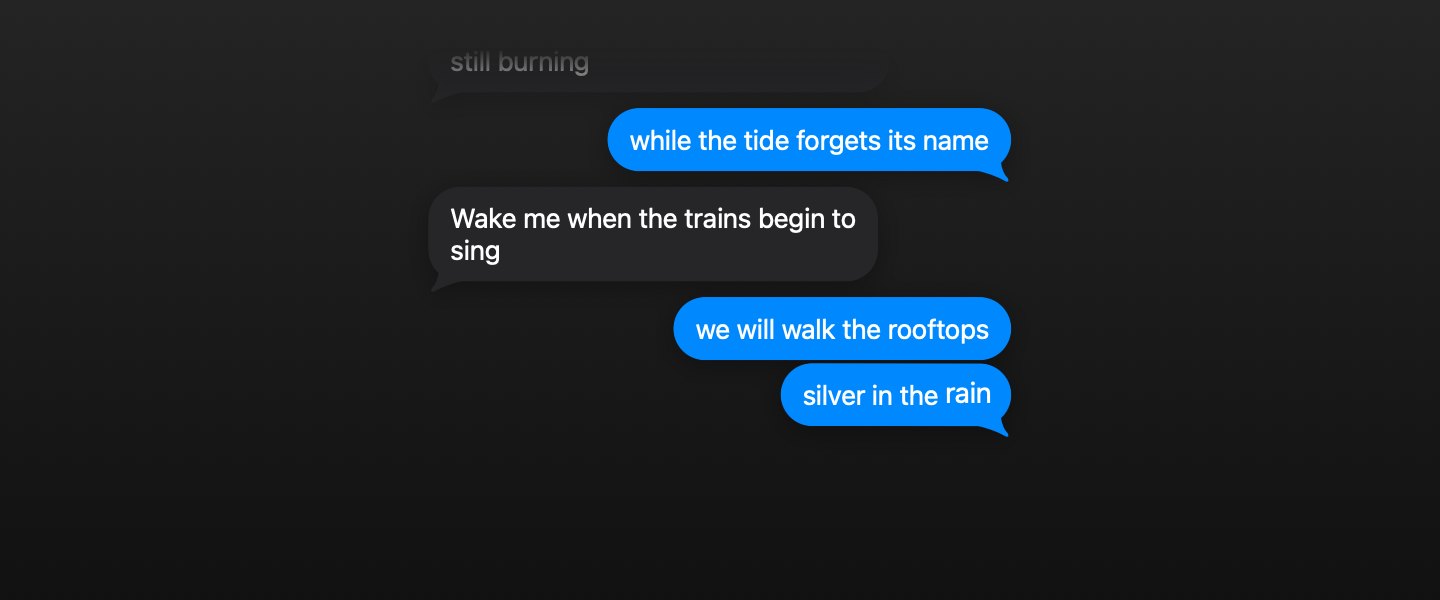 still burning
while the tide forgets its name
Wake me when the trains begin to
sing
we will walk the rooftops
silver in the rain